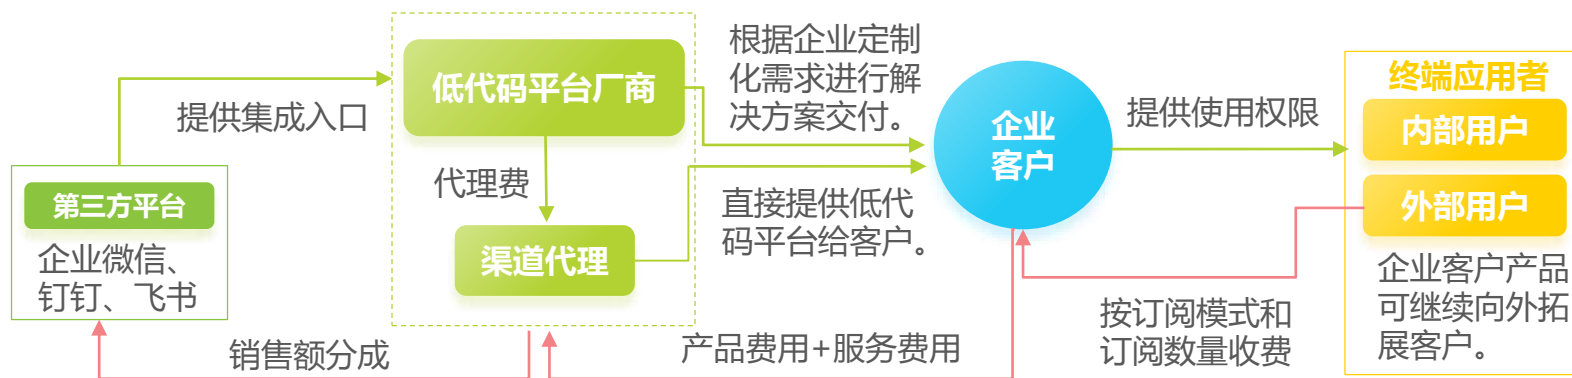 第三方平台
企业微信、
钉钉、飞书
提供集成入口
低代码平台厂商
代理费
渠道代理
根据企业定制
化需求进行解
决方案交付。
直接提供低代
码平台给客户。
企业
客户
提供使用权限
终端应用者
内部用户
外部用户
企业客户产品
可继续向外拓
展客户。
按订阅模式和
订阅数量收费
产品费用+服务费用
销售额分成